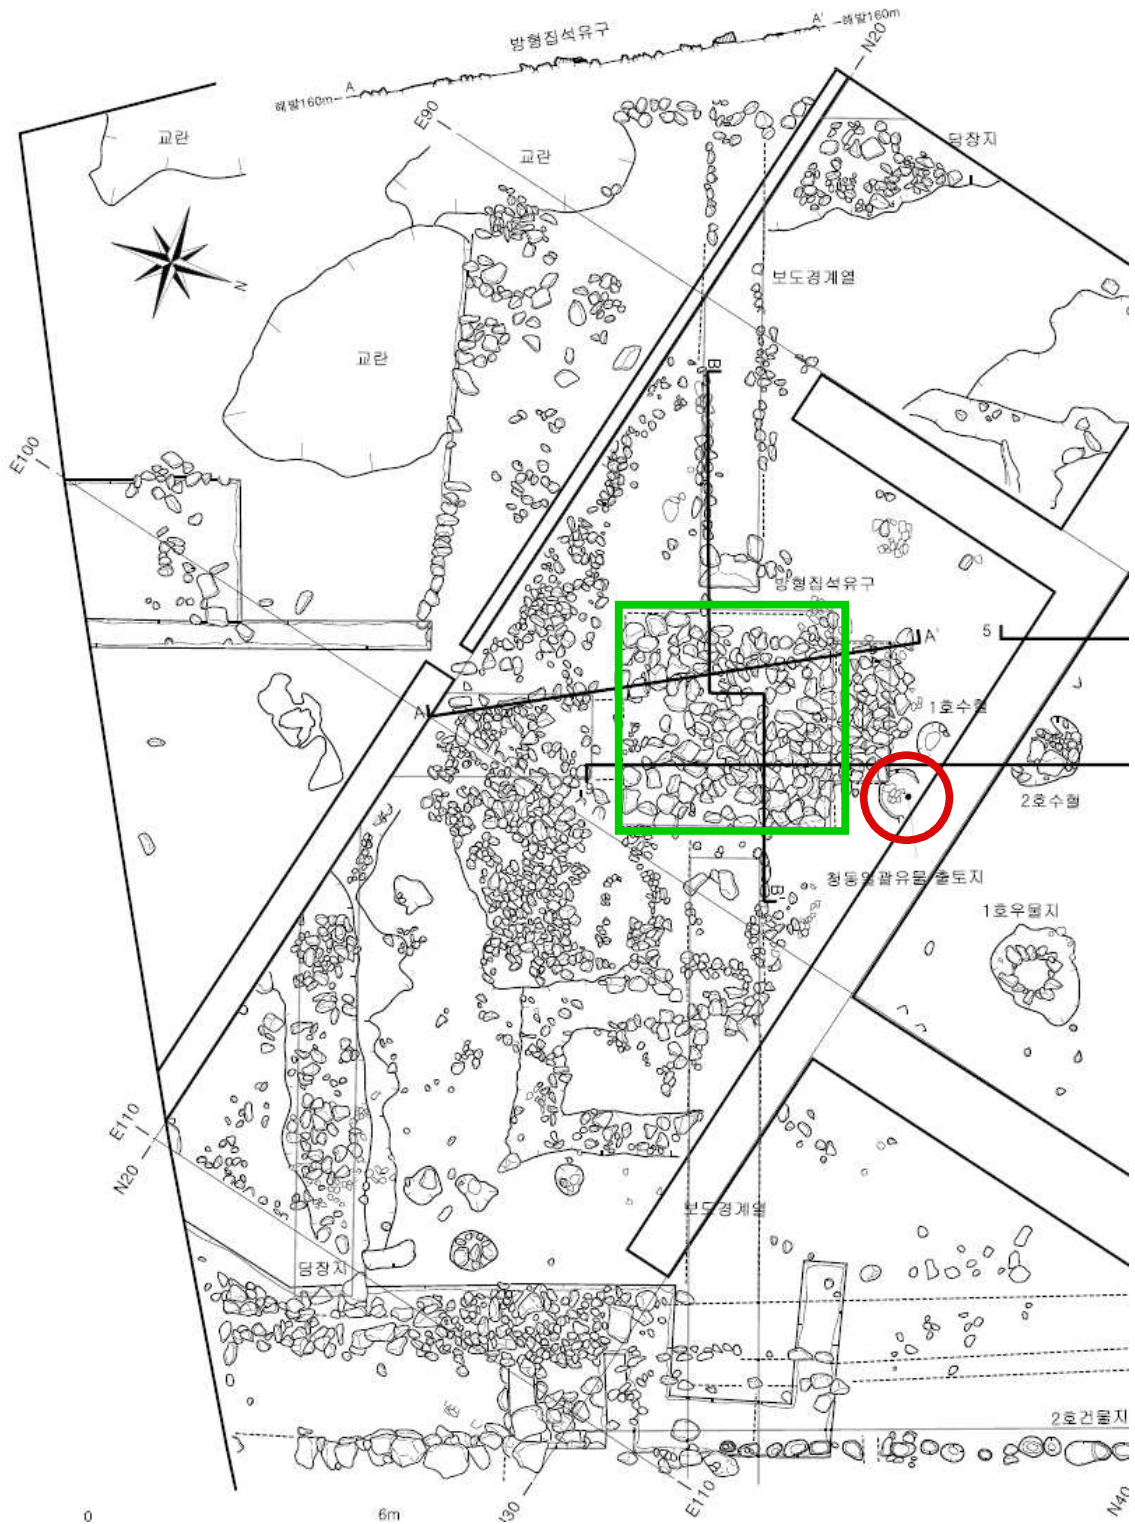 방형집석유구
A'
해발160m
N20
A
해발160m
E90
교란
교란
담장지
보도경계열
N
교란
B
E100
방형집석유구
A'
5
A
1호수혈
2호수혈
청동일괄유물 출토지
B'
1호우물지
E110
N20
보도경계열
담장지
2호건물지
E110
N40
0
6m